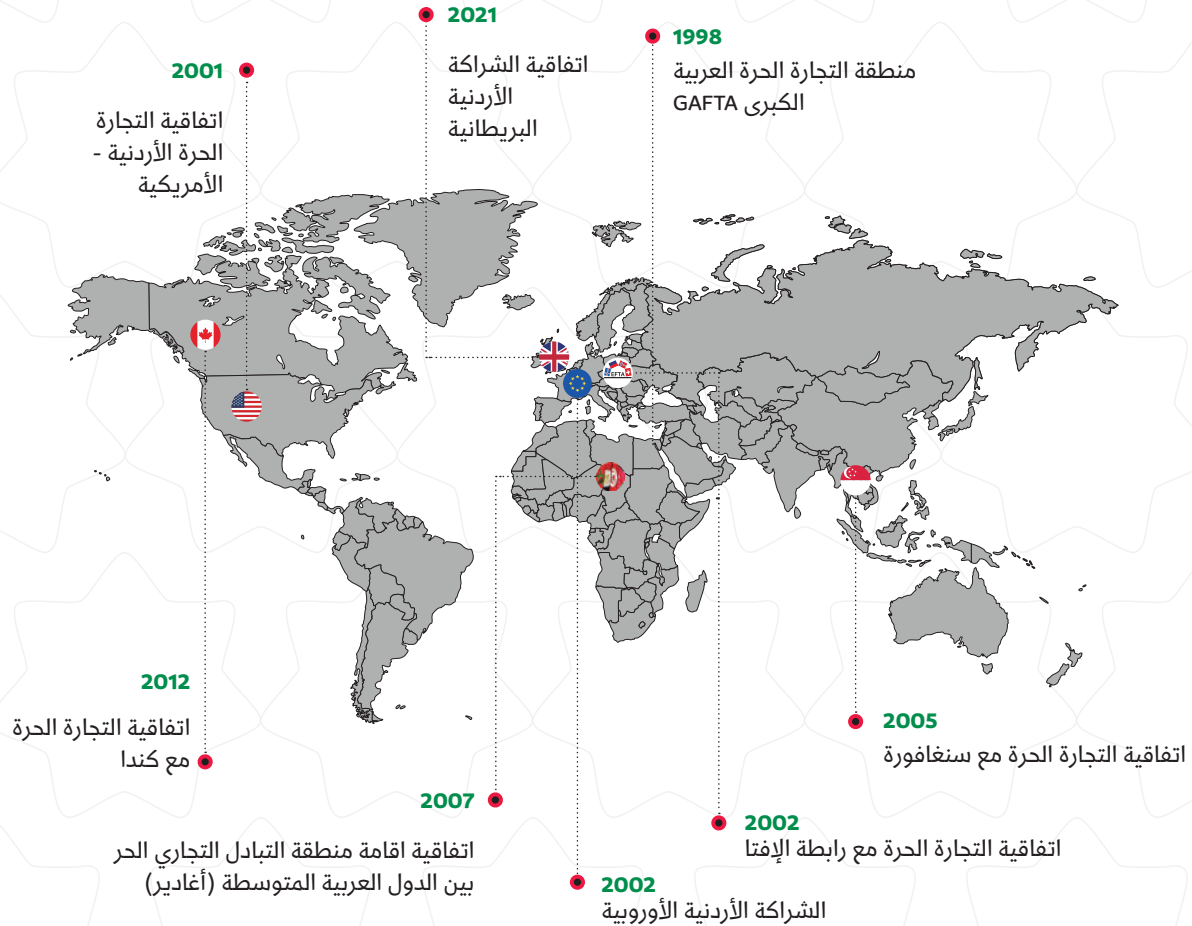 2021
اتفاقية الشراكة
الأردنية
البريطانية
1998
منطقة التجارة الحرة العربية
الكبرى GAFTA
2001
اتفاقية التجارة
الحرة الأردنية -
الأمريكية
EFTA
2012
اتفاقية التجارة الحرة
مع كندا
2005
اتفاقية التجارة الحرة مع سنغافورة
2007
اتفاقية اقامة منطقة التبادل التجاري الحر
بين الدول العربية المتوسطة (أغادير)
2002
اتفاقية التجارة الحرة مع رابطة الإفتا
2002
الشراكة الأردنية الأوروبية